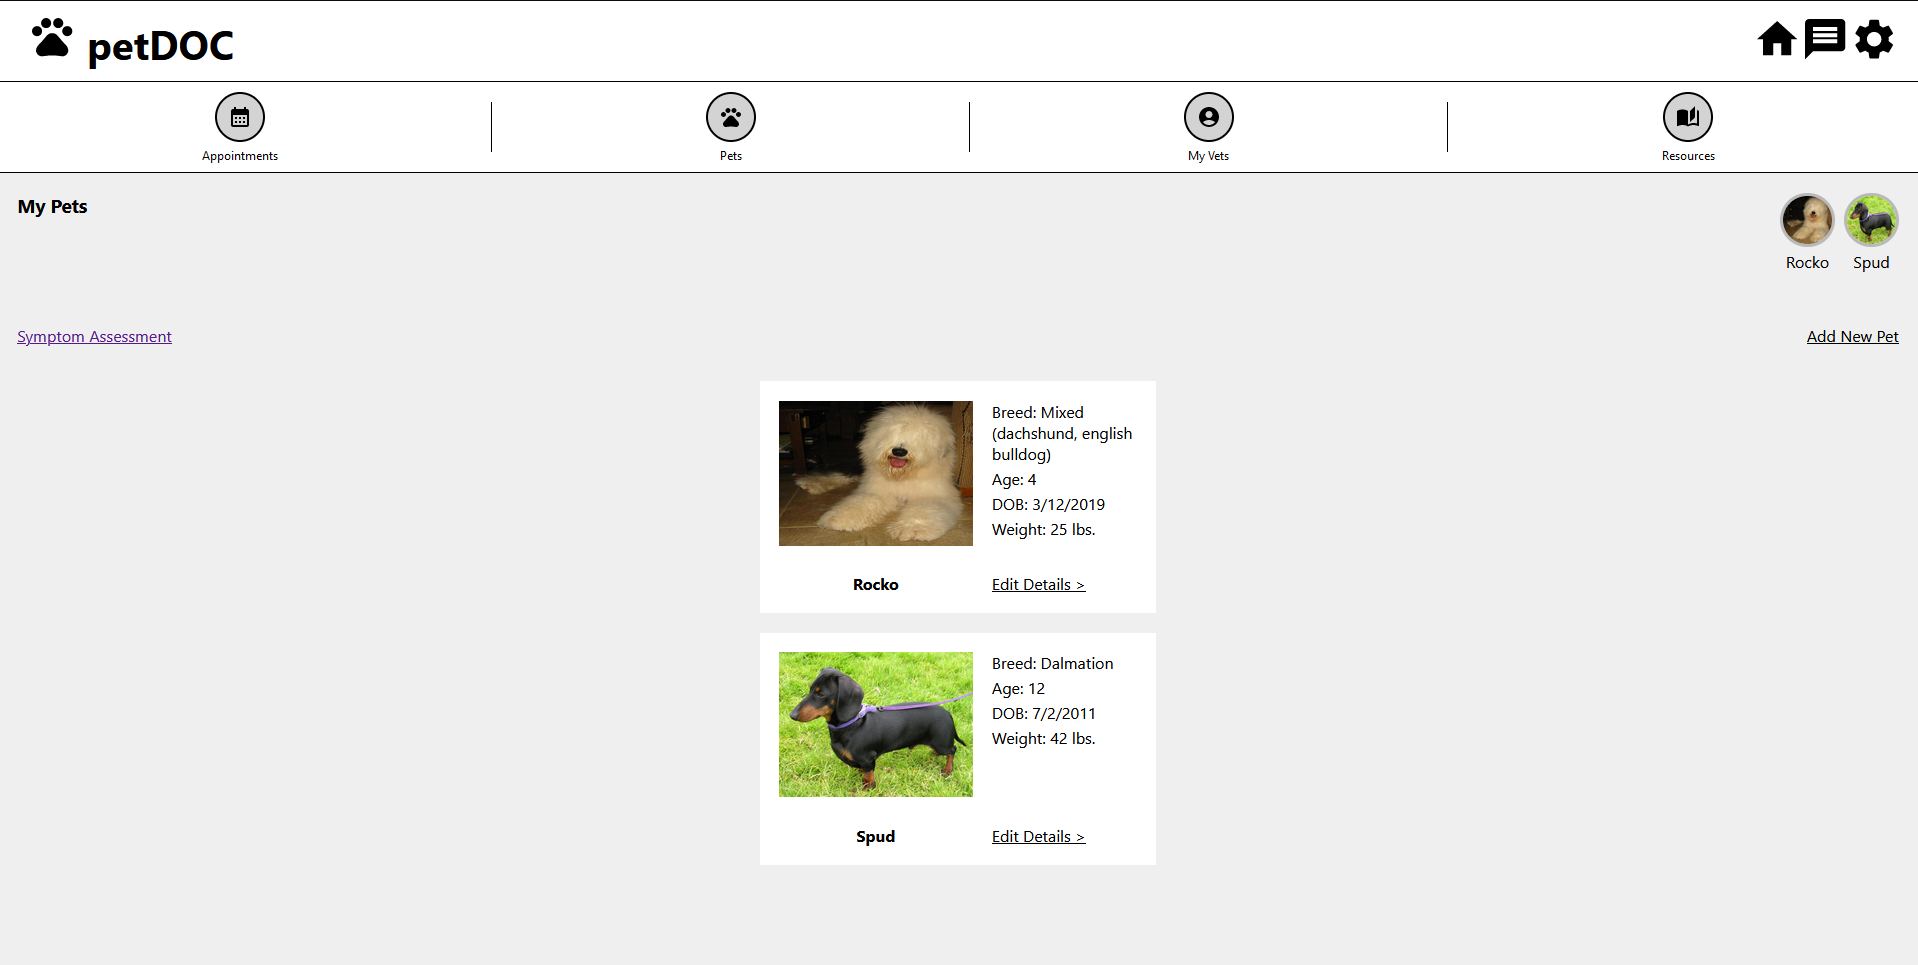 petDOC
Appointments
Pets
My Vets
Resources
My Pets
Rocko
Spud
Symptom Assessment
Add New Pet
Breed: Mixed
(dachshund, english
bulldog)
Age: 4
DOB: 3/12/2019
Weight: 25 lbs.
Rocko
Edit Details >
Breed: Dalmation
Age: 12
DOB: 7/2/2011
Weight: 42 lbs.
Spud
Edit Details >